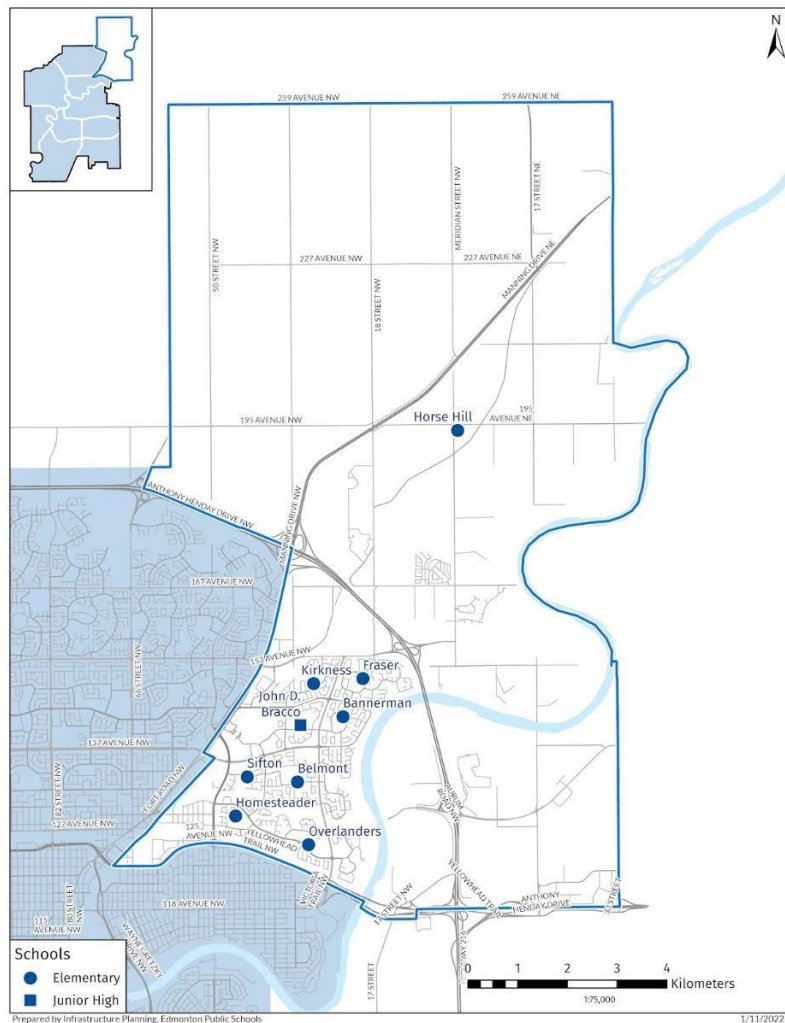 N
259 AVENUE NW
259 AVENUE NE
MERIDIAN STREET NW
17 STREET NE
50 STREET NW
227 AVENUE NW
227 AVENUE NE
MANNING DRIVE NE
18 STREET NW
Horse Hill
195 AVENUE NW
195
AVENUE NE
ANTHONY HENDAY DRIVE NW
MANNING DRIVE NW
167 AVENUE NW
153 AVENUE NW
66 STREET NW
Kirkness
Fraser
John D.
Bracco
Bannerman
137 AVENUE NW
Sifton
Belmont
FORT ROAD NW
82 STREET NW
127 AVENUE NW
Homesteader
125
AVENUE NW
YELLOWHEAD
TRAIL NW
Overlanders
AURUM
ROAD NW
YELLOWHEAD TRAIL
VICTORIA
TRAIL NW
118 AVENUE NW
115
AVENUE NW
80 STREET
NW
WAYNE GRETZKY
DRIVE NW
17 STREET NW
ANTHONY
HENDAY DRIVE
33 STREET
17 STREET
Schools
Elementary
Junior High
0 1 2 3 4
Kilometers
1:75,000
Prepared by Infrastructure Planning, Edmonton Public Schools
1/11/2022